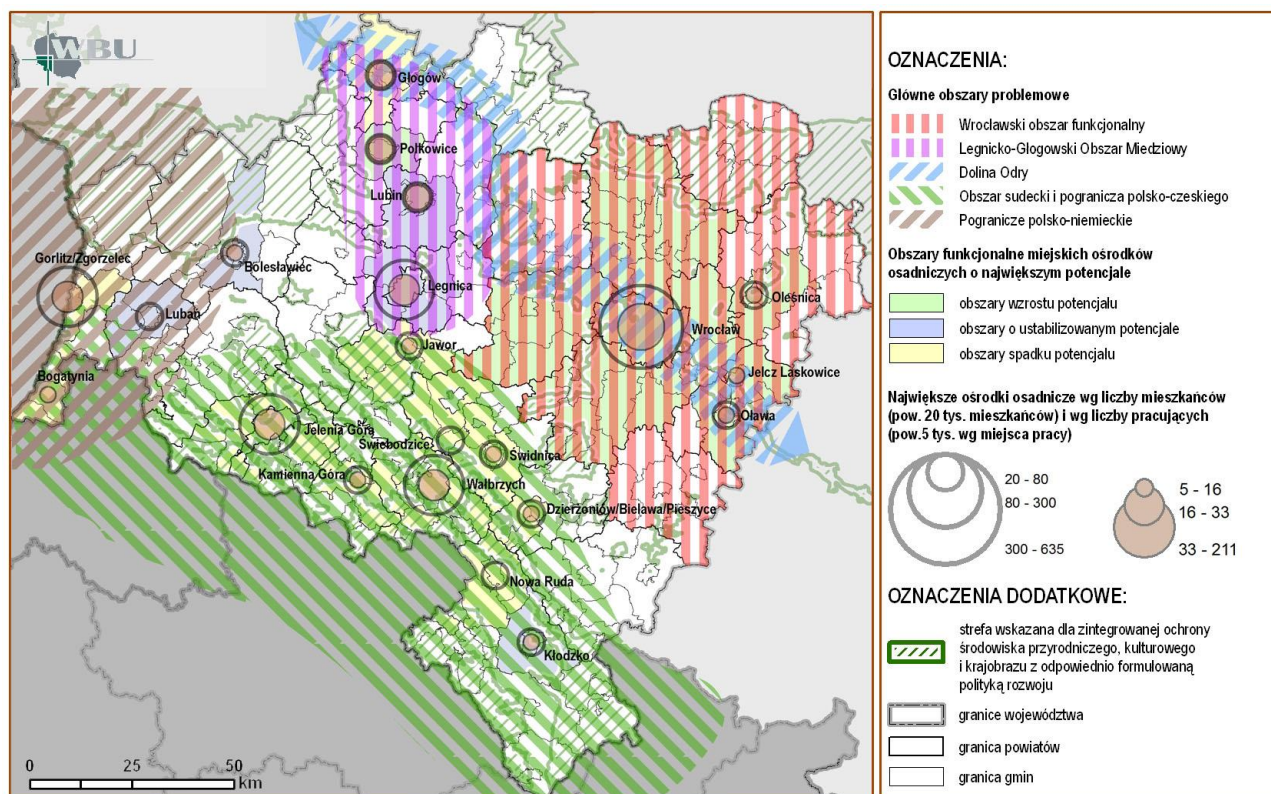 WBU
Głogów
Polkowice
Lubin
Gorlitz/Zgorzelec
Bolesławiec
Legnica
Oleśnica
Lubań
Wrocław
Jawor
Bogatynia
Jelcz Laskowice
Oława
Jelenia Góra
Świebodzice
Świdnica
Kamienna Góra
Wałbrzych
Dzierżoniów/Bielawa/Pieszyce
Nowa Ruda
Kłodzko
0 25 50
km
OZNACZENIA:
Główne obszary problemowe
Wrocławski obszar funkcjonalny
Legnicko-Głogowski Obszar Miedziowy
Dolina Odry
Obszar sudecki i pogranicza polsko-czeskiego
Pogranicze polsko-niemieckie
Obszary funkcjonalne miejskich ośrodków
osadniczych o największym potencjale
obszary wzrostu potencjału
obszary o ustabilizowanym potencjale
obszary spadku potencjału
Największe ośrodki osadnicze wg liczby mieszkańców
(pow. 20 tys. mieszkańców) i wg liczby pracujących
(pow.5 tys. wg miejsca pracy)
20 - 80
80 - 300
300 - 635
5 - 16
16 - 33
33 - 211
OZNACZENIA DODATKOWE:
strefa wskazana dla zintegrowanej ochrony
środowiska przyrodniczego, kulturowego
i krajobrazu z odpowiednio formułowaną
polityką rozwoju
granice województwa
granica powiatów
granica gmin